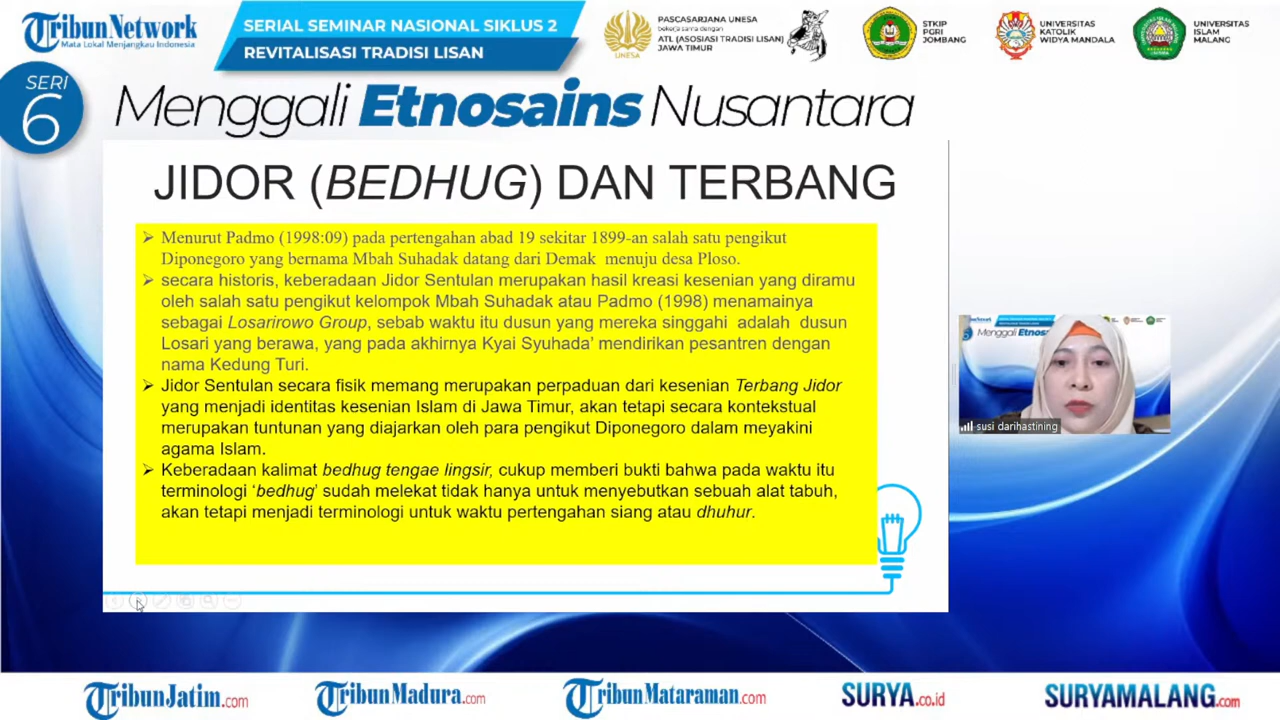 Tribun Network
Mata Lokal Menjangkau Indonesia
SERIAL SEMINAR NASIONAL SIKLUS 2
REVITALISASI TRADISI LISAN
UNESA
PASCASARJANA UNESA
bekerja sama dengan
ATL (ASOSIASI TRADISI LISAN)
JAWA TIMUR
STKIP
PGRI
JOMBANG
UNIVERSITAS
KATOLIK
WIDYA MANDALA
UNIVERSITAS
ISLAM
MALANG
SERI
6
Menggali Etnosains Nusantara
JIDOR (BEDHUG) DAN TERBANG
➢ Menurut Padmo (1998:09) pada pertengahan abad 19 sekitar 1899-an salah satu pengikut
Diponegoro yang bernama Mbah Suhadak datang dari Demak menuju desa Ploso.
➢ secara historis, keberadaan Jidor Sentulan merupakan hasil kreasi kesenian yang diramu
oleh salah satu pengikut kelompok Mbah Suhadak atau Padmo (1998) menamainya
sebagai Losarirowo Group, sebab waktu itu dusun yang mereka singgahi adalah dusun
Losari yang berawa, yang pada akhirnya Kyai Syuhada’ mendirikan pesantren dengan
nama Kedung Turi.
➢ Jidor Sentulan secara fisik memang merupakan perpaduan dari kesenian Terbang Jidor
yang menjadi identitas kesenian Islam di Jawa Timur, akan tetapi secara kontekstual
merupakan tuntunan yang diajarkan oleh para pengikut Diponegoro dalam meyakini
agama Islam.
➢ Keberadaan kalimat bedhug tengae lingsir, cukup memberi bukti bahwa pada waktu itu
terminologi ‘bedhug’ sudah melekat tidak hanya untuk menyebutkan sebuah alat tabuh,
akan tetapi menjadi terminologi untuk waktu pertengahan siang atau dhuhur.
Menggali Etnos
susi darihastining
TribunJatim.com
TribunMadura.com
TribunMataraman.com
SURYA.co.id
SURYAMALANG.com